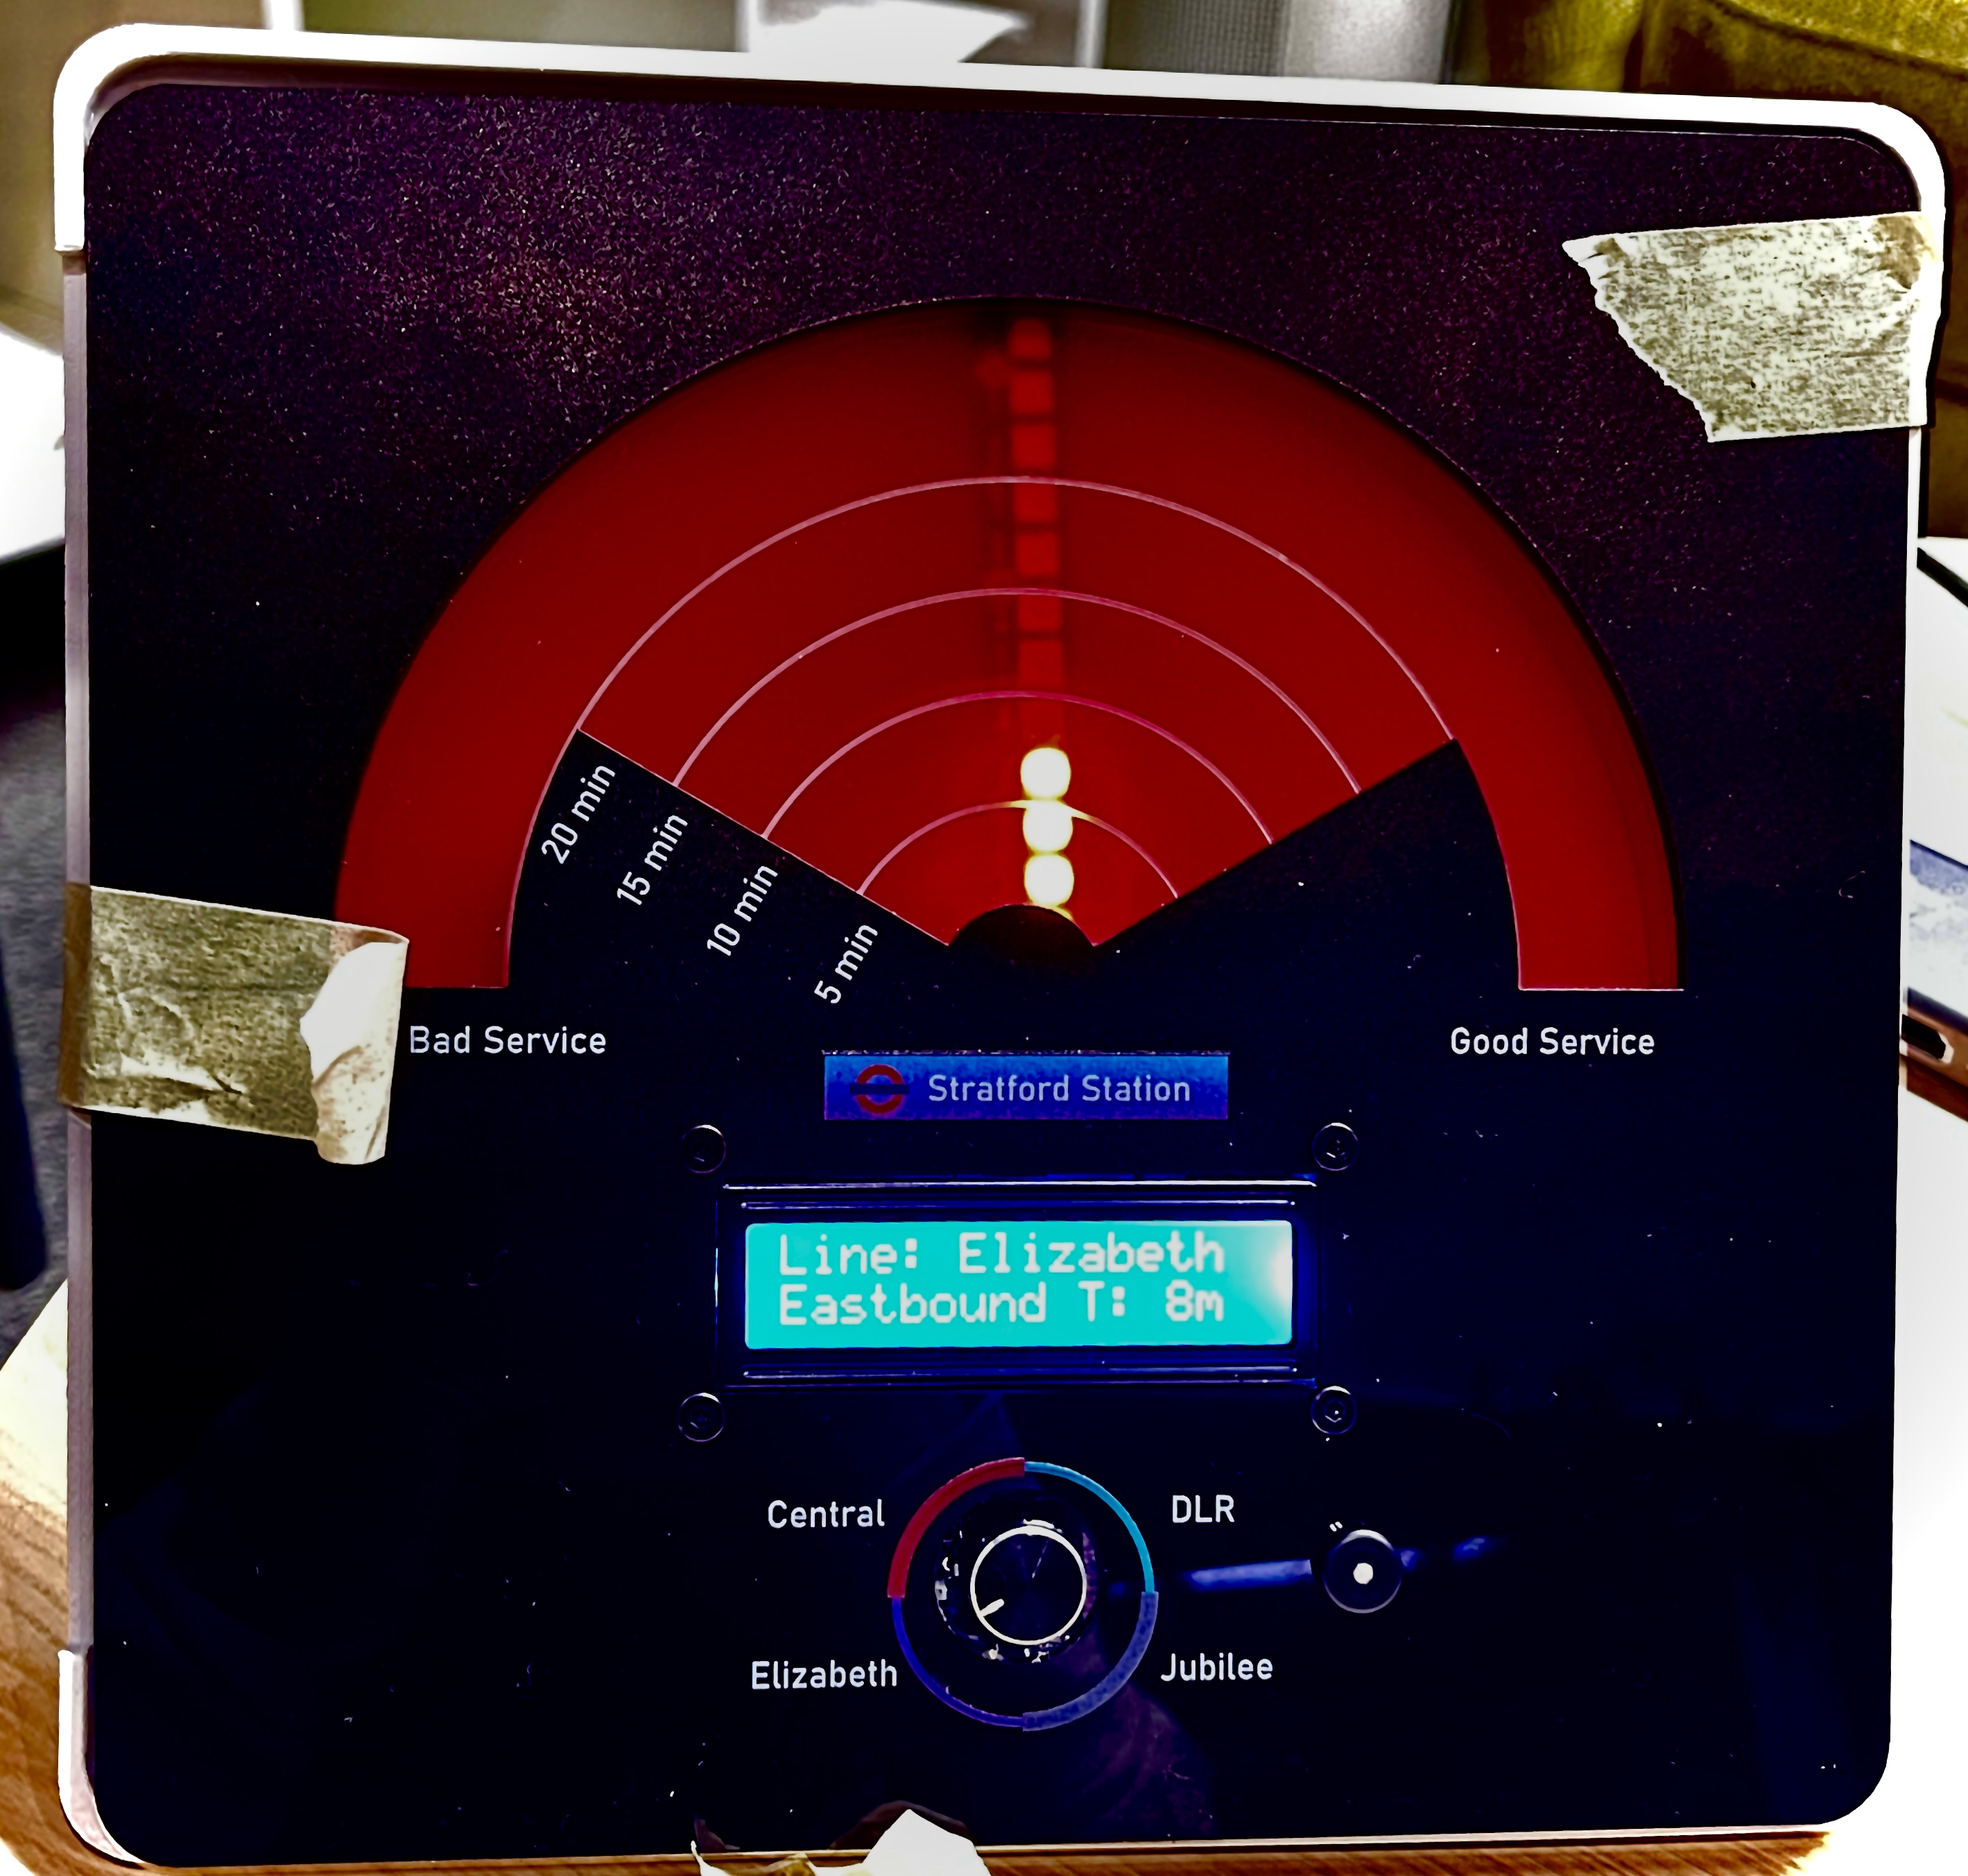 20 min
15 min
10 min
5 min
Bad Service
Good Service
Stratford Station
Line: Elizabeth
Eastbound T: 8m
Central
DLR
Elizabeth
Jubilee